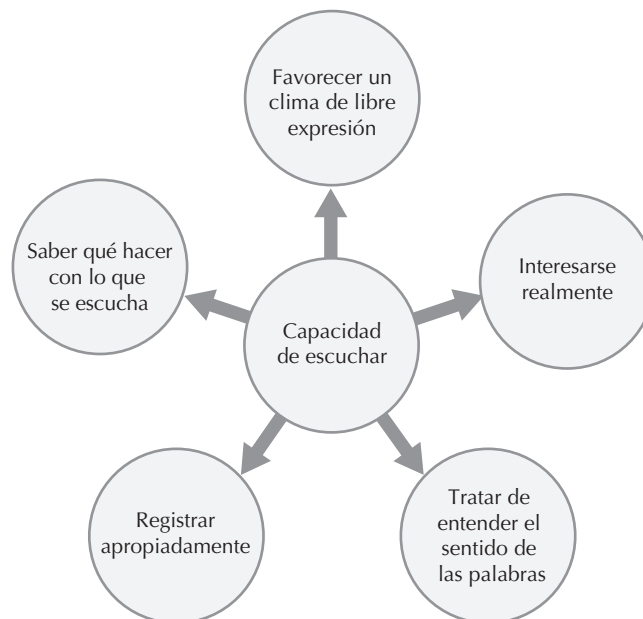 Favorecer un
clima de libre
expresión
Saber qué hacer
con lo que
se escucha
Interesarse
realmente
Capacidad
de escuchar
Registrar
apropiadamente
Tratar de
entender el
sentido de
las palabras